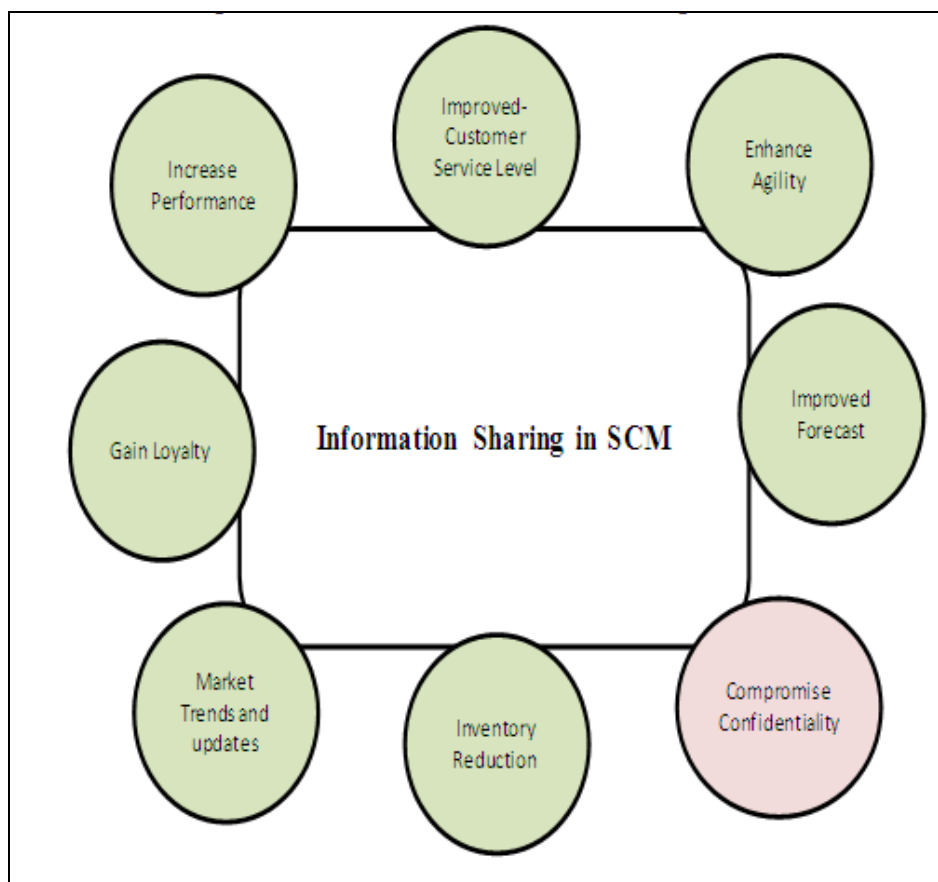 Improved-
Customer
Service Level
Increase
Performance
Enhance
Agility
Gain Loyalty
Information Sharing in SCM
Improved
Forecast
Market
Trends and
updates
Inventory
Reduction
Compromise
Confidentiality